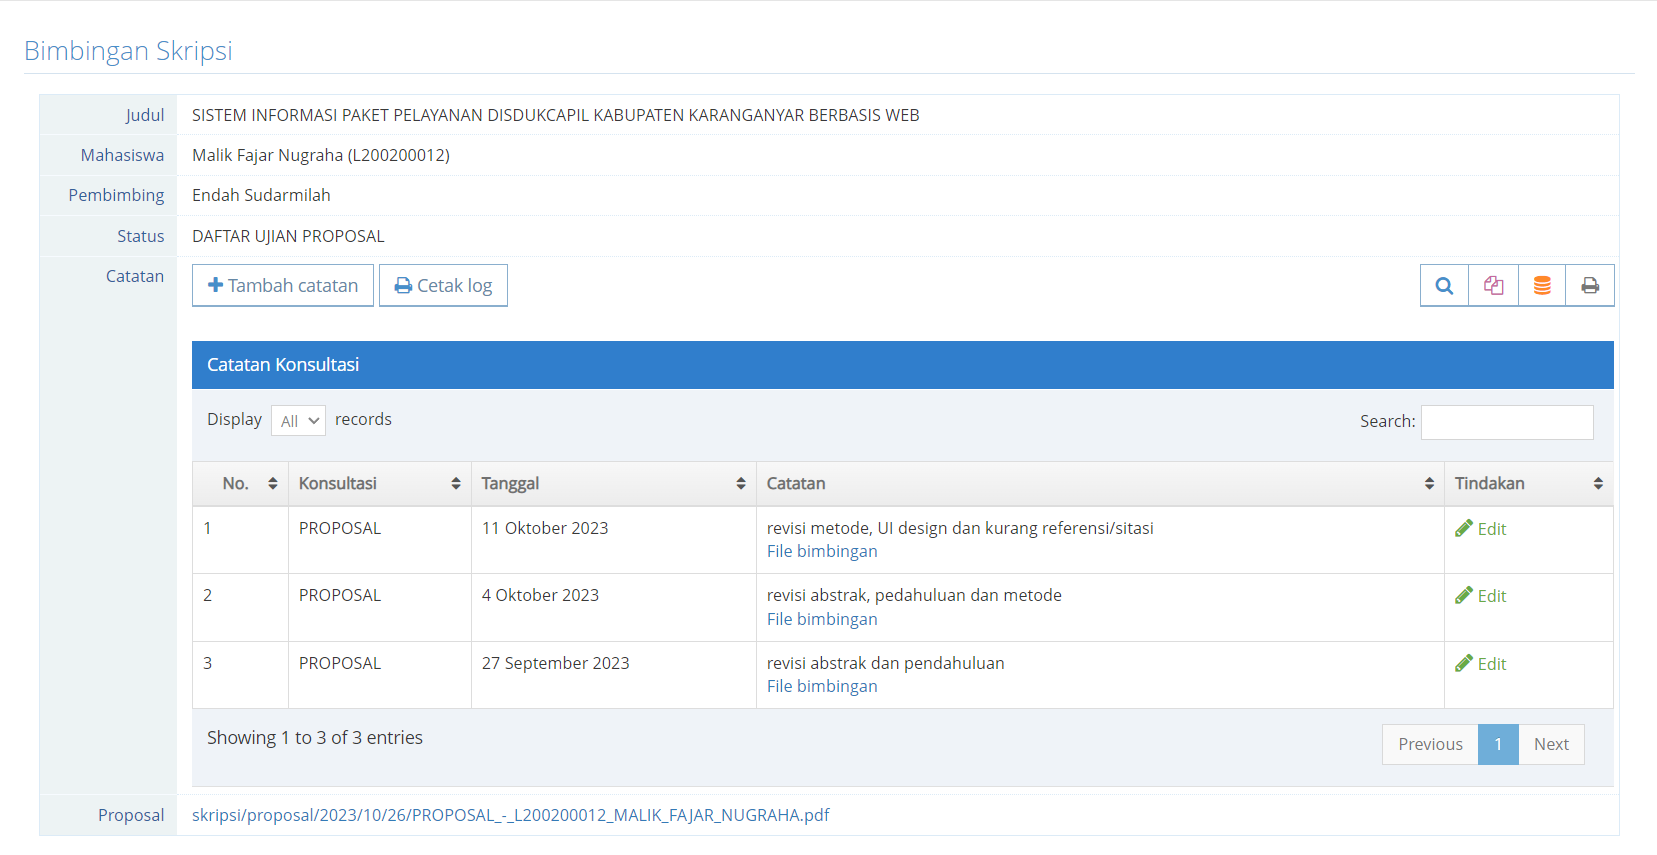 Bimbingan Skripsi
Judul SISTEM INFORMASI PAKET PELAYANAN DISDUKCAPIL KABUPATEN KARANGANYAR BERBASIS WEB
Mahasiswa Malik Fajar Nugraha (L200200012)
Pembimbing Endah Sudarmilah
Status DAFTAR UJIAN PROPOSAL
Catatan Tambah catatan Cetak log
Catatan Konsultasi
Display All records Search:
No. Konsultasi Tanggal Catatan Tindakan
1 PROPOSAL 11 Oktober 2023 revisi metode, UI design dan kurang referensi/sitasi Edit
File bimbingan
2 PROPOSAL 4 Oktober 2023 revisi abstrak, pedahuluan dan metode Edit
File bimbingan
3 PROPOSAL 27 September 2023 revisi abstrak dan pendahuluan Edit
File bimbingan
Showing 1 to 3 of 3 entries Previous 1 Next
Proposal skripsi/proposal/2023/10/26/PROPOSAL_-_L200200012_MALIK_FAJAR_NUGRAHA.pdf